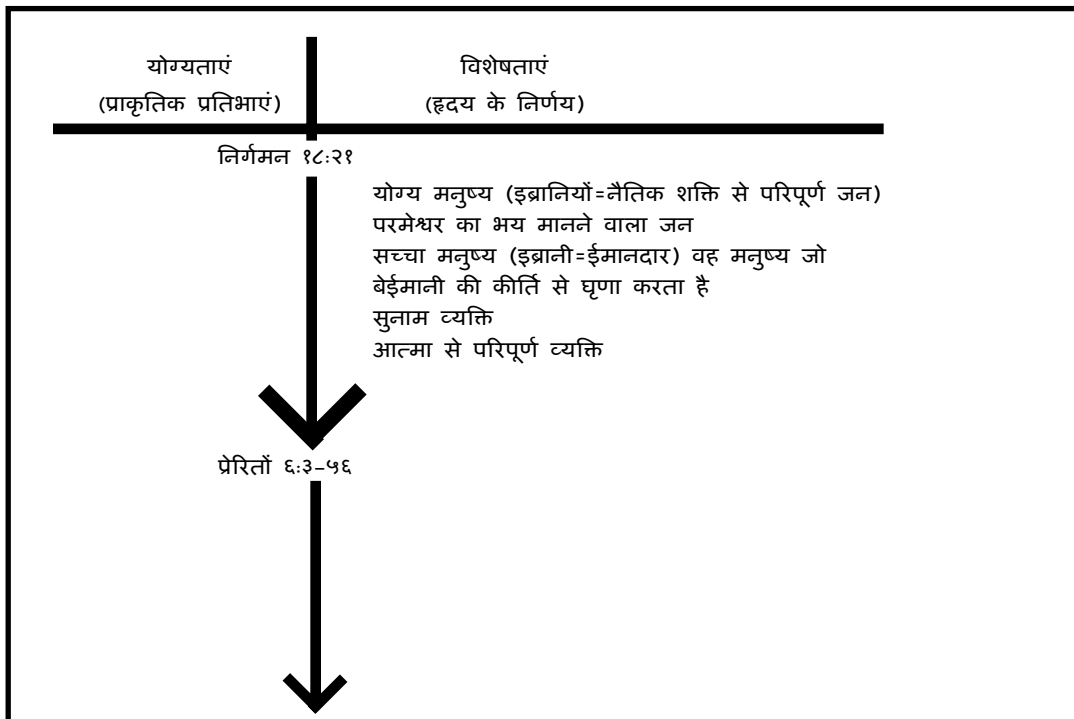 योग्यताएं
(प्राकृतिक प्रतिभाएं)
विशेषताएं
(हृदय के निर्णय)
निर्गमन १८:२१
योग्य मनुष्य (इब्रानियों=नैतिक शक्ति से परिपूर्ण जन)
परमेश्वर का भय मानने वाला जन
सच्चा मनुष्य (इब्रानी=ईमानदार) वह मनुष्य जो
बेईमानी की कीर्ति से घृणा करता है
सुनाम व्यक्ति
आत्मा से परिपूर्ण व्यक्ति
प्रेरितों ६:३-५६